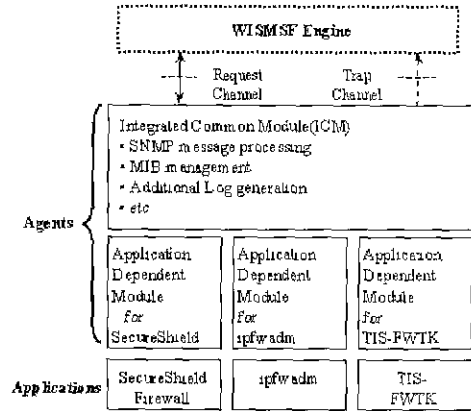 WISMSF Engine
Request
Channel
Trap
Channel
Integrated Common Module(ICM)
• SNMP message processing
• MIB management
• Additional Log generation
• etc
Agents
Application
Dependent
Module
for
SecureShield
Application
Dependent
Module
for
ipfwadm
Application
Dependent
Module
for
TIS-FWTK
Applications
SecureShield
Firewall
ipfwadm
TIS-
FWTK